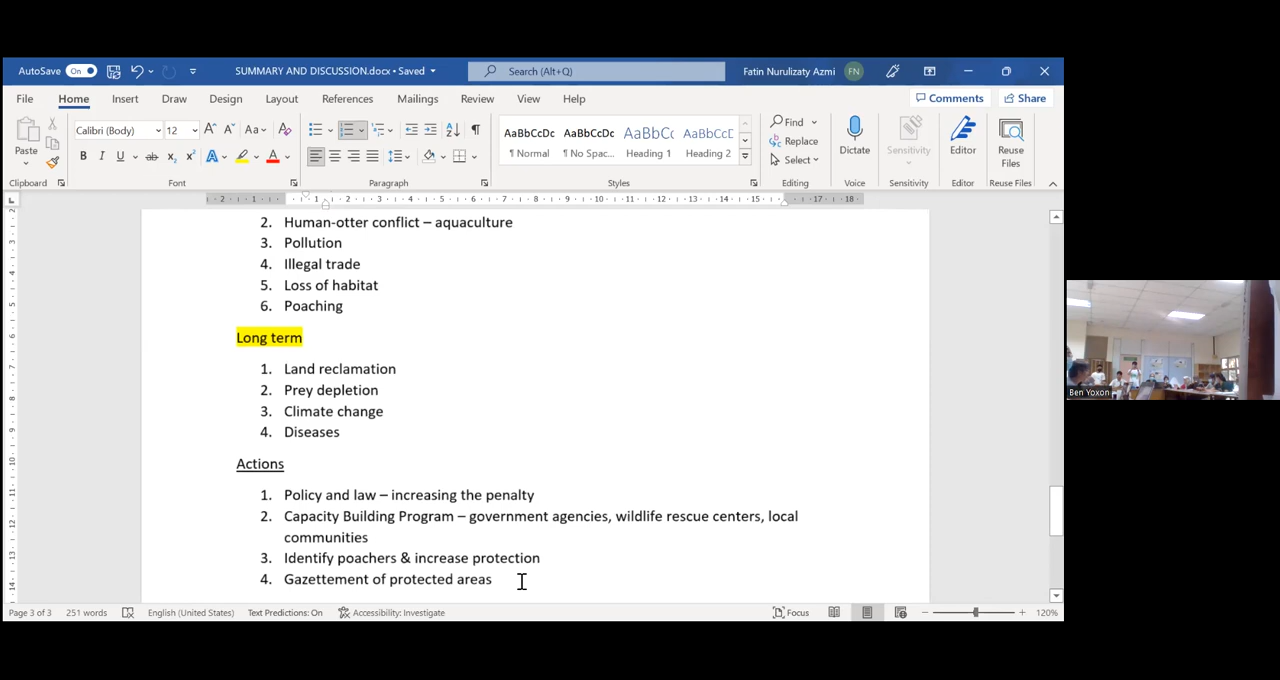 AutoSave On SUMMARY AND DISCUSSION.docx • Saved Search (Alt+Q) Fatin Nurulizaty Azmi FN
File Home Insert Draw Design Layout References Mailings Review View Help Comments Share
Paste Calibri (Body) 12 Aa AaBbCcDc AaBbCcDc AaBbCc AaBbCcD Find Replace Select Dictate Sensitivity Editor Reuse Files
¶ Normal ¶ No Spac... Heading 1 Heading 2
Clipboard Font Paragraph Styles Editing Voice Sensitivity Editor Reuse Files
2. Human-otter conflict – aquaculture
3. Pollution
4. Illegal trade
5. Loss of habitat
6. Poaching
Long term
1. Land reclamation
2. Prey depletion
3. Climate change
4. Diseases
Actions
1. Policy and law – increasing the penalty
2. Capacity Building Program – government agencies, wildlife rescue centers, local
communities
3. Identify poachers & increase protection
4. Gazettement of protected areas
Page 3 of 3 251 words English (United States) Text Predictions: On Accessibility: Investigate Focus 120%
Ben Yoxon